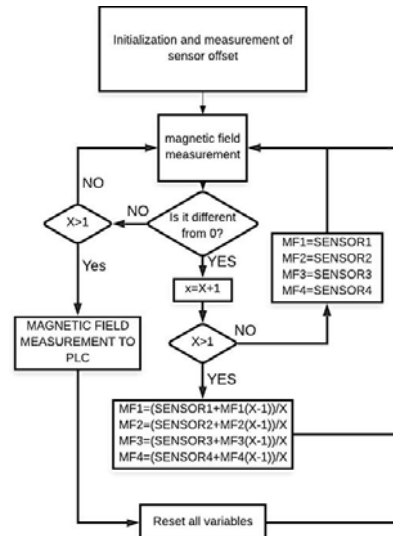 Initialization and measurement of
sensor offset
magnetic field
measurement
NO
NO
X>1
Is it different
from 0?
MF1=SENSOR1
MF2=SENSOR2
MF3=SENSOR3
MF4=SENSOR4
Yes
YES
x=X+1
MAGNETIC FIELD
MEASUREMENT TO
PLC
X>1
NO
YES
MF1=(SENSOR1+MF1(X-1))/X
MF2=(SENSOR2+MF2(X-1))/X
MF3=(SENSOR3+MF3(X-1))/X
MF4=(SENSOR4+MF4(X-1))/X
Reset all variables